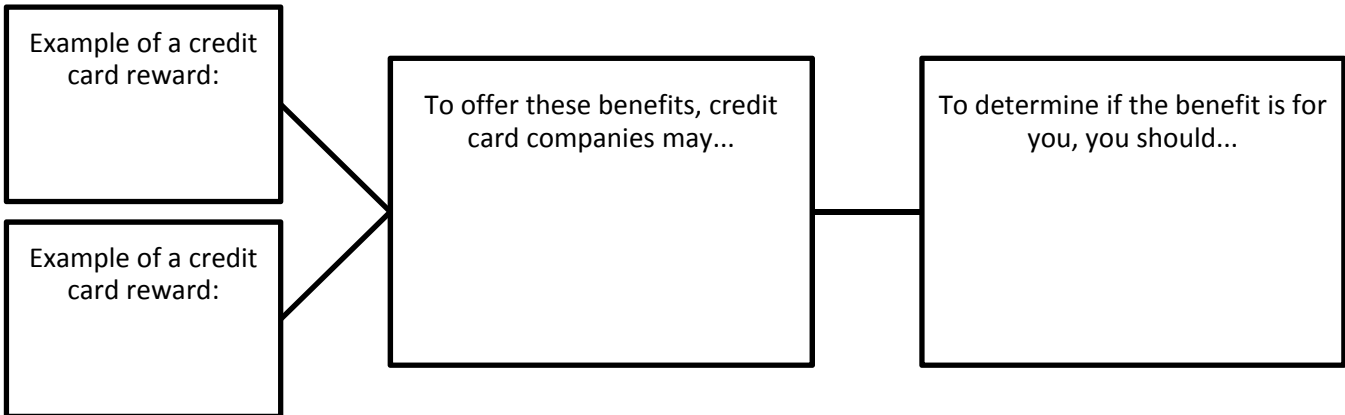 Example of a credit
card reward:
Example of a credit
card reward:
To offer these benefits, credit
card companies may...
To determine if the benefit is for
you, you should...